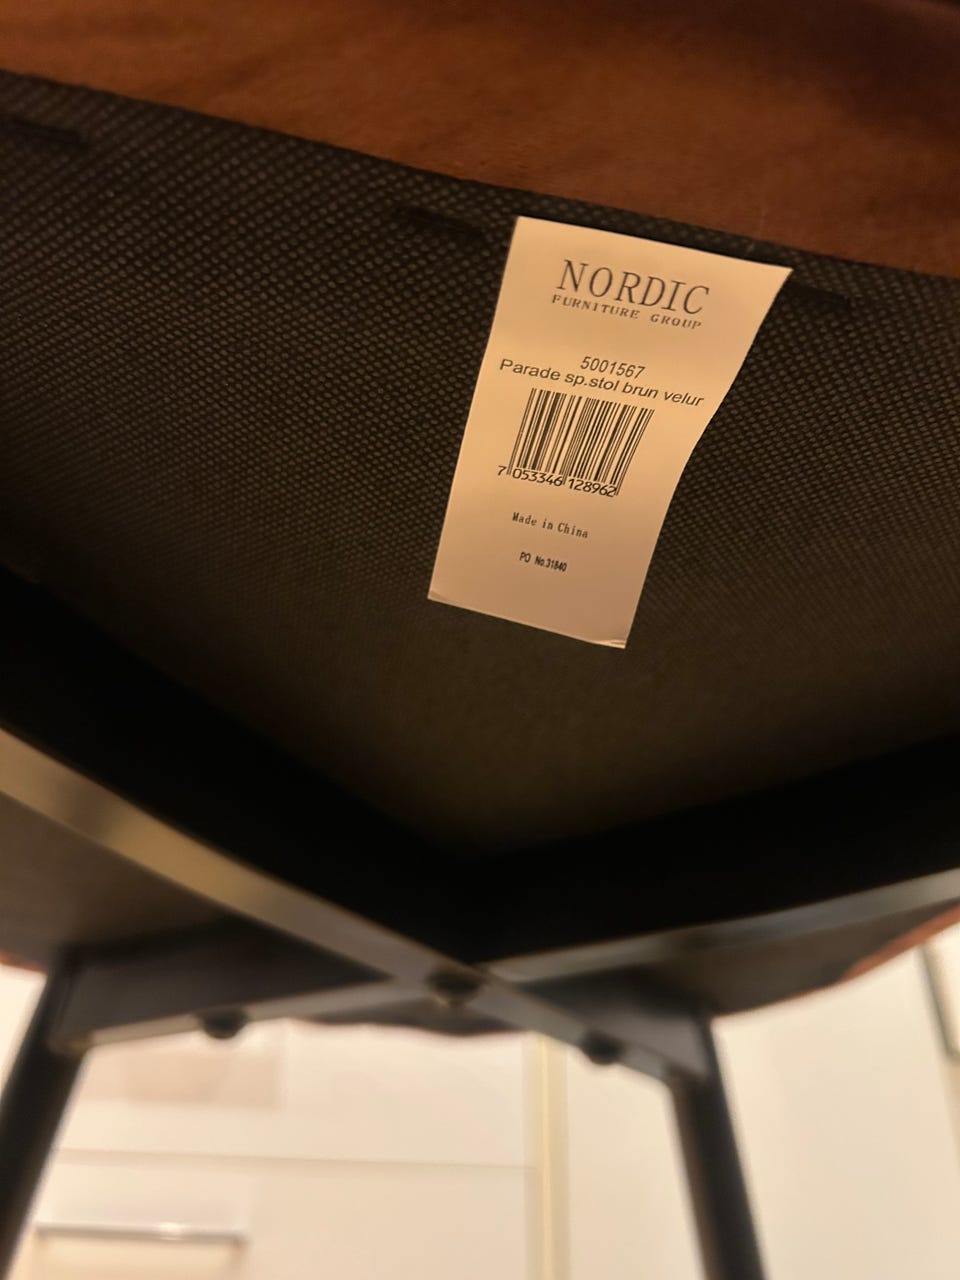 NORDIC
FURNITURE GROUP
5001567
Parade sp.stol brun velur
7 053346 128962
Made in China
PO No.31840